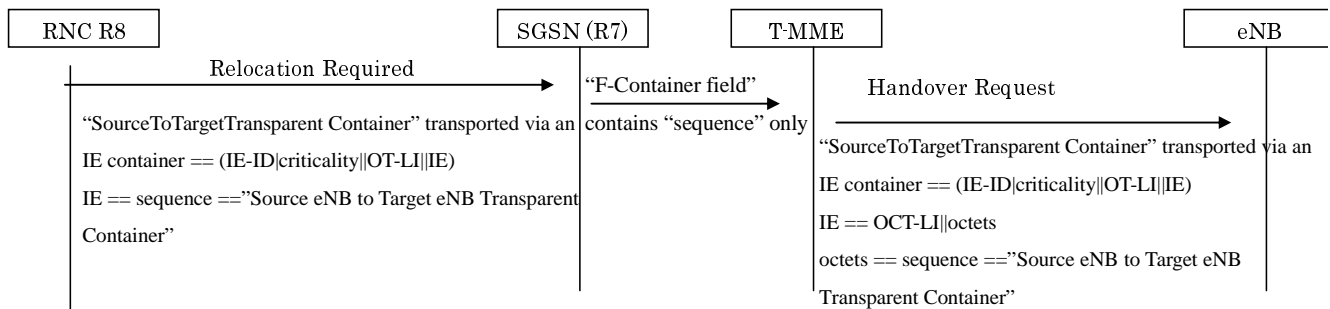 RNC R8
SGSN (R7)
T-MME
eNB
Relocation Required
“SourceToTargetTransparent Container” transported via an
IE container == (IE-ID|criticality||OT-LI||IE)
IE == sequence ==”Source eNB to Target eNB Transparent
Container”
“F-Container field”
contains “sequence” only
Handover Request
“SourceToTargetTransparent Container” transported via an
IE container == (IE-ID|criticality||OT-LI||IE)
IE == OCT-LI||octets
octets == sequence ==”Source eNB to Target eNB
Transparent Container”